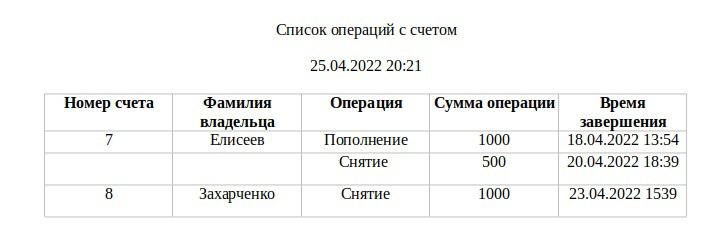 Список операций с счетом
25.04.2022 20:21
Номер счета Фамилия владельца Операция Сумма операции Время завершения
7 Елисеев Пополнение 1000 18.04.2022 13:54
Снятие 500 20.04.2022 18:39
8 Захарченко Снятие 1000 23.04.2022 1539